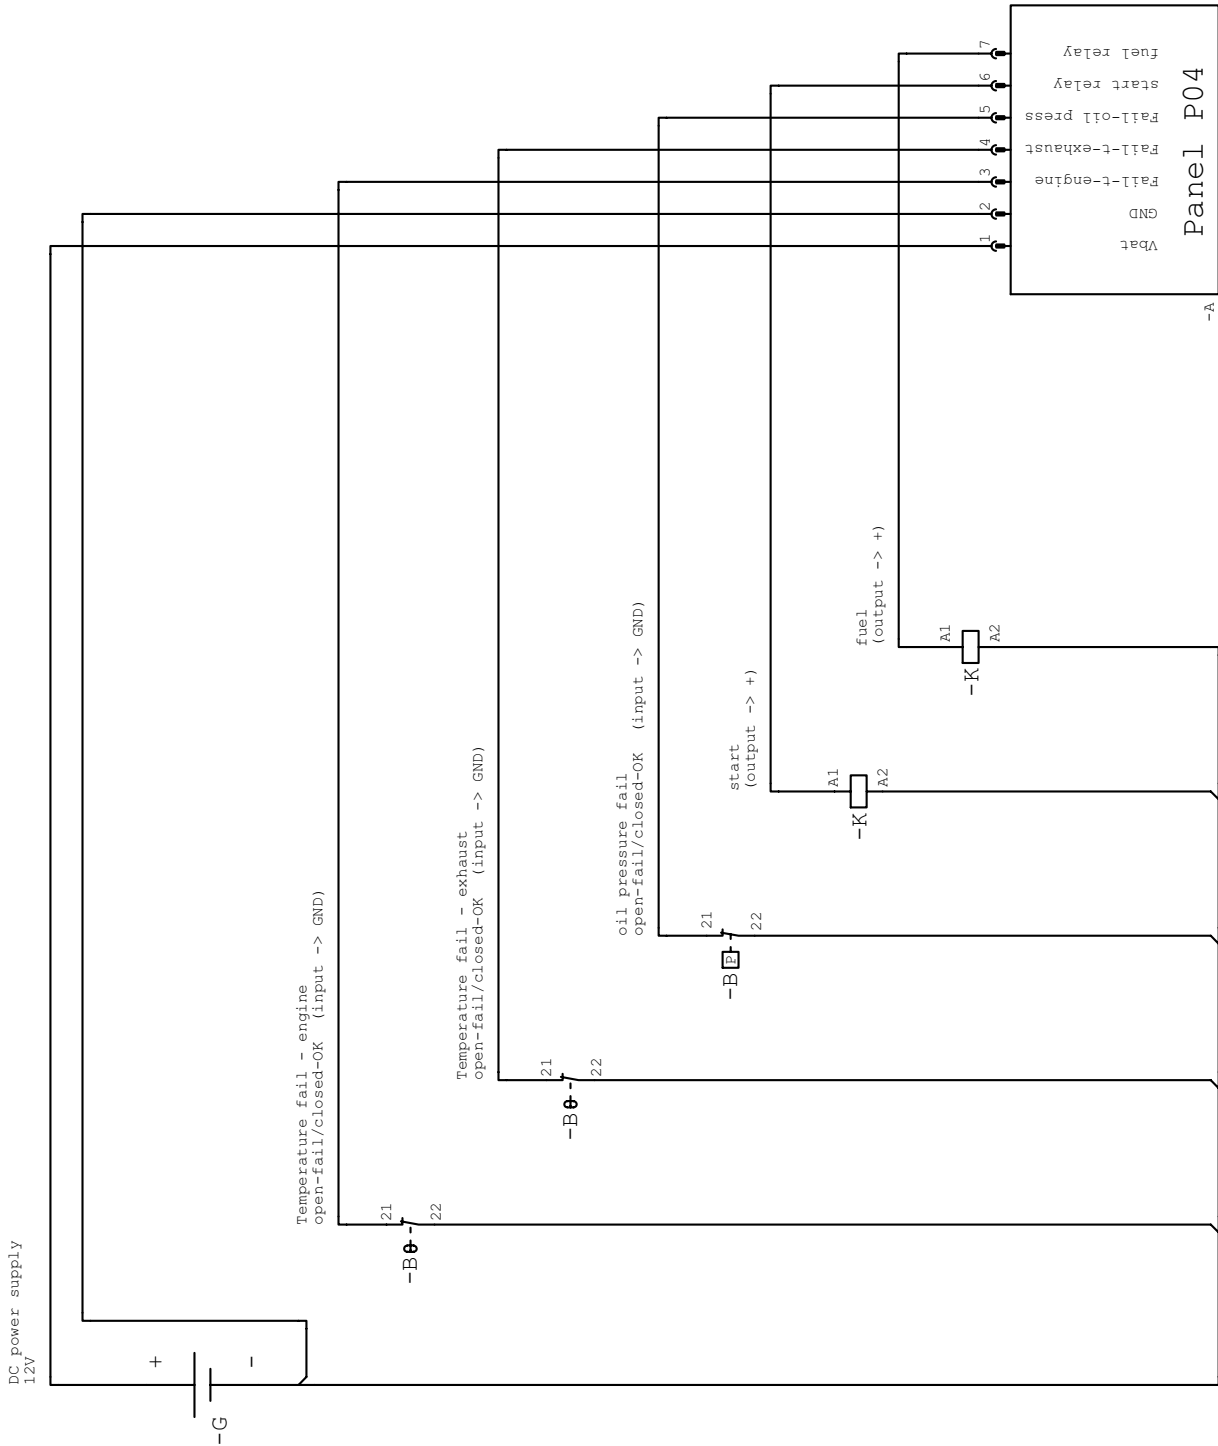 DC power supply
12V
+
-
-G
Temperature fail - engine
open-fail/closed-OK (input -> GND)
21
22
-B
Temperature fail - exhaust
open-fail/closed-OK (input -> GND)
21
22
-B
oil pressure fail
open-fail/closed-OK (input -> GND)
21
22
-B
P
start
(output -> +)
A1
A2
-K
fuel
(output -> +)
A1
A2
-K
1
2
3
4
5
6
7
Vbat
GND
Fail-t-engine
Fail-t-exhaust
Fail-oil press
start relay
fuel relay
Panel P04
-A